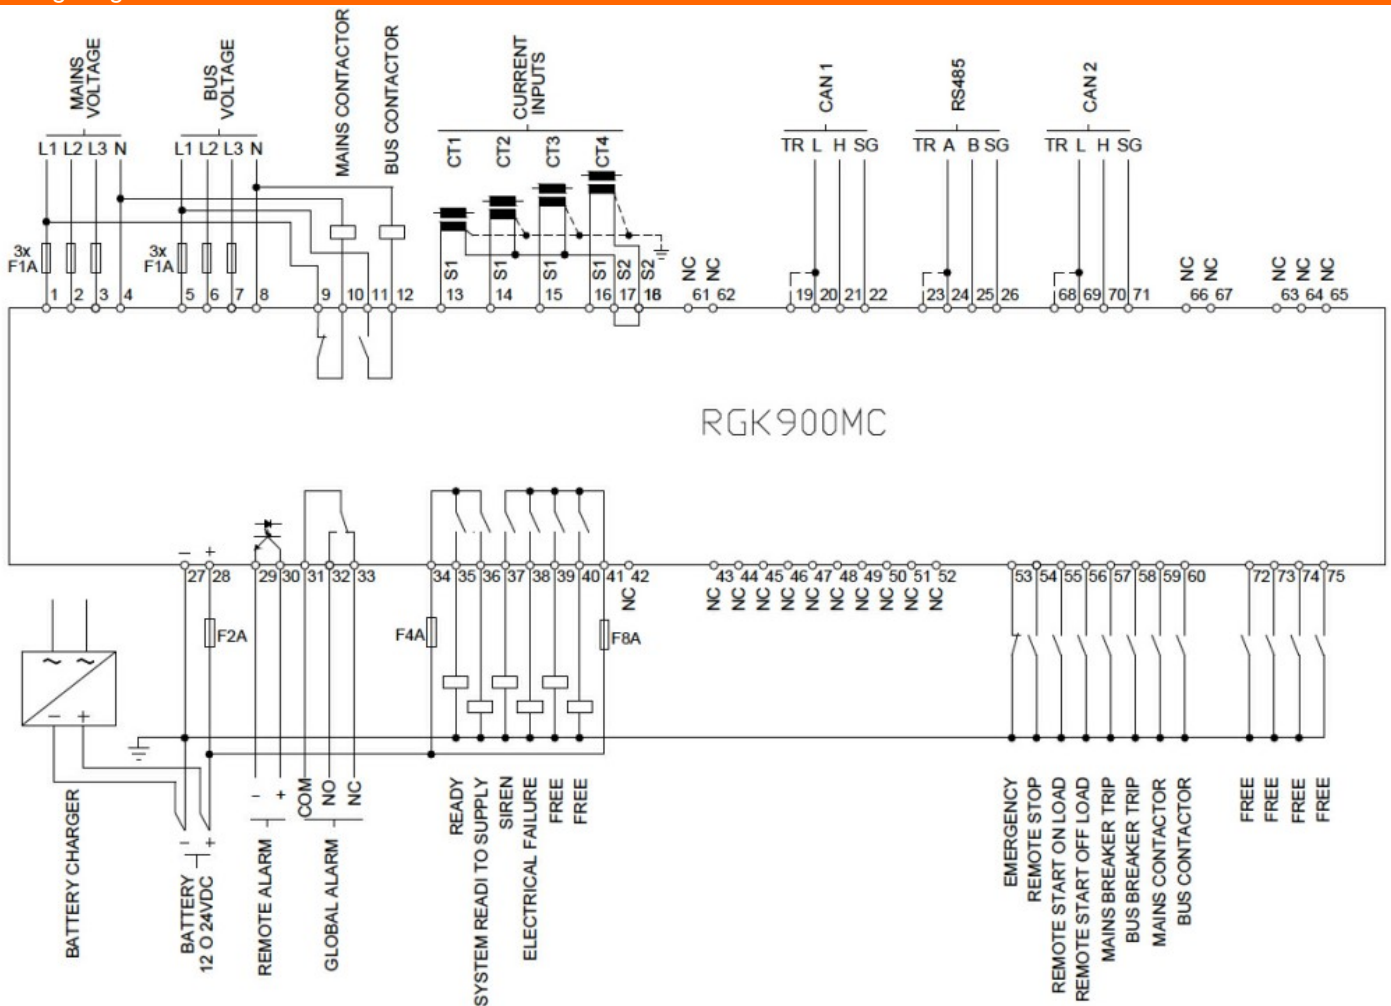 MAINS
VOLTAGE
BUS
VOLTAGE
MAINS CONTACTOR
BUS CONTACTOR
CURRENT
INPUTS
CAN 1
RS485
CAN 2
L1 L2 L3 N
L1 L2 L3 N
CT1 CT2 CT3 CT4
TR L H SG
TR A B SG
TR L H SG
3x
F1A
3x
F1A
S1 S1 S1 S1 S2 S2
NC NC
NC NC
NC NC NC
1 2 3 4 5 6 7 8 9 10 11 12 13 14 15 16 17 16 61 62 19 20 21 22 23 24 25 26 68 69 70 71 66 67 63 64 65
RGK900MC
– +
27 28 29 30 31 32 33 34 35 36 37 38 39 40 41 42 43 44 45 46 47 48 49 50 51 52 53 54 55 56 57 58 59 60 72 73 74 75
NC
NC NC NC NC NC NC NC NC NC NC
F2A
F4A
F8A
~ ~
– +
– +
– +
COM
NO
NC
BATTERY CHARGER
BATTERY
12 O 24VDC
REMOTE ALARM
GLOBAL ALARM
READY
SYSTEM READI TO SUPPLY
SIREN
ELECTRICAL FAILURE
FREE
FREE
EMERGENCY
REMOTE STOP
REMOTE START ON LOAD
REMOTE START OFF LOAD
MAINS BREAKER TRIP
BUS BREAKER TRIP
MAINS CONTACTOR
BUS CONTACTOR
FREE
FREE
FREE
FREE